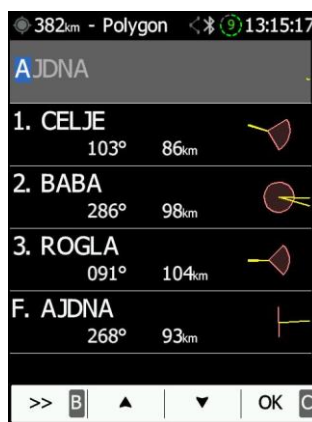 382km - Polygon 9 13:15:17
AJDNA
1. CELJE
103° 86km
2. BABA
286° 98km
3. ROGLA
091° 104km
F. AJDNA
268° 93km
>> B ▲ ▼ OK C